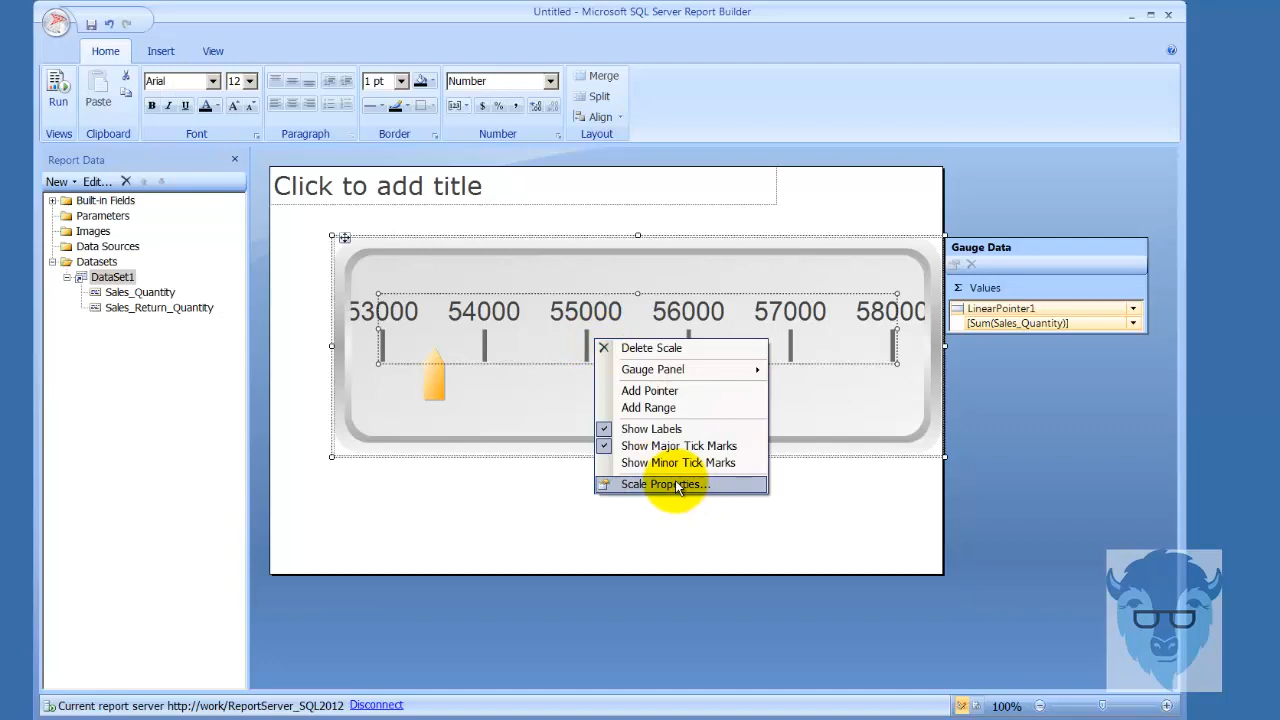 Untitled - Microsoft SQL Server Report Builder
Home Insert View
Arial 12 1 pt Number Merge
Run Paste Split
B I U A A A $ % , Align
Views Clipboard Font Paragraph Border Number Layout
Report Data
New Edit...
Built-in Fields
Parameters
Images
Data Sources
Datasets
DataSet1
Sales_Quantity
Sales_Return_Quantity
Click to add title
53000 54000 55000 56000 57000 58000
Delete Scale
Gauge Panel
Add Pointer
Add Range
Show Labels
Show Major Tick Marks
Show Minor Tick Marks
Scale Properties...
Gauge Data
Σ Values
LinearPointer1
[Sum(Sales_Quantity)]
Current report server http://work/ReportServer_SQL2012 Disconnect
100%